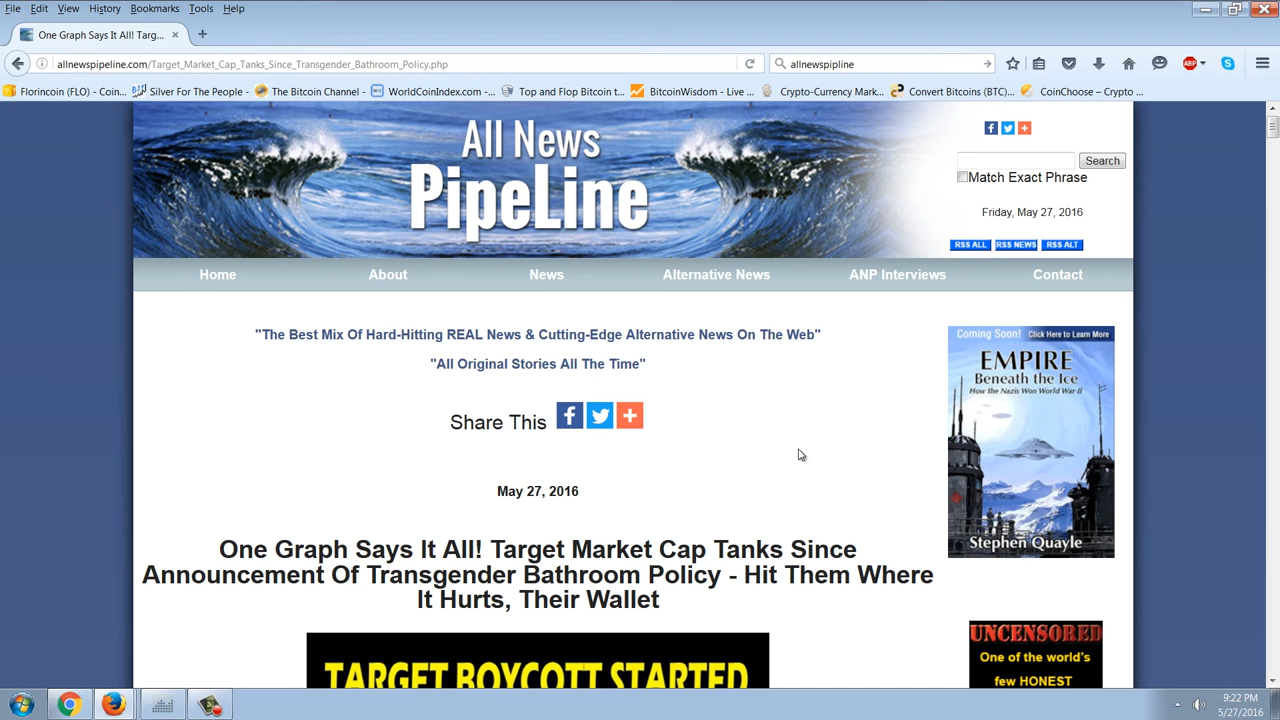 File Edit View History Bookmarks Tools Help
One Graph Says It All! Targ...
allnewspipeline.com/Target_Market_Cap_Tanks_Since_Transgender_Bathroom_Policy.php
allnewspipline
ABP
Florincoin (FLO) - Coin... Silver For The People - The Bitcoin Channel - WorldCoinIndex.com -... Top and Flop Bitcoin t... BitcoinWisdom - Live ... Crypto-Currency Mark... Convert Bitcoins (BTC)... CoinChoose – Crypto ...
All News
PipeLine
Search
Match Exact Phrase
Friday, May 27, 2016
RSS ALL RSS NEWS RSS ALT
Home About News Alternative News ANP Interviews Contact
"The Best Mix Of Hard-Hitting REAL News & Cutting-Edge Alternative News On The Web"
"All Original Stories All The Time"
Share This
May 27, 2016
One Graph Says It All! Target Market Cap Tanks Since
Announcement Of Transgender Bathroom Policy - Hit Them Where
It Hurts, Their Wallet
TARGET BOYCOTT STARTED
Coming Soon! Click Here to Learn More
EMPIRE
Beneath the Ice
How the Nazis Won World War II
Stephen Quayle
UNCENSORED
One of the world's
few HONEST
9:22 PM
5/27/2016